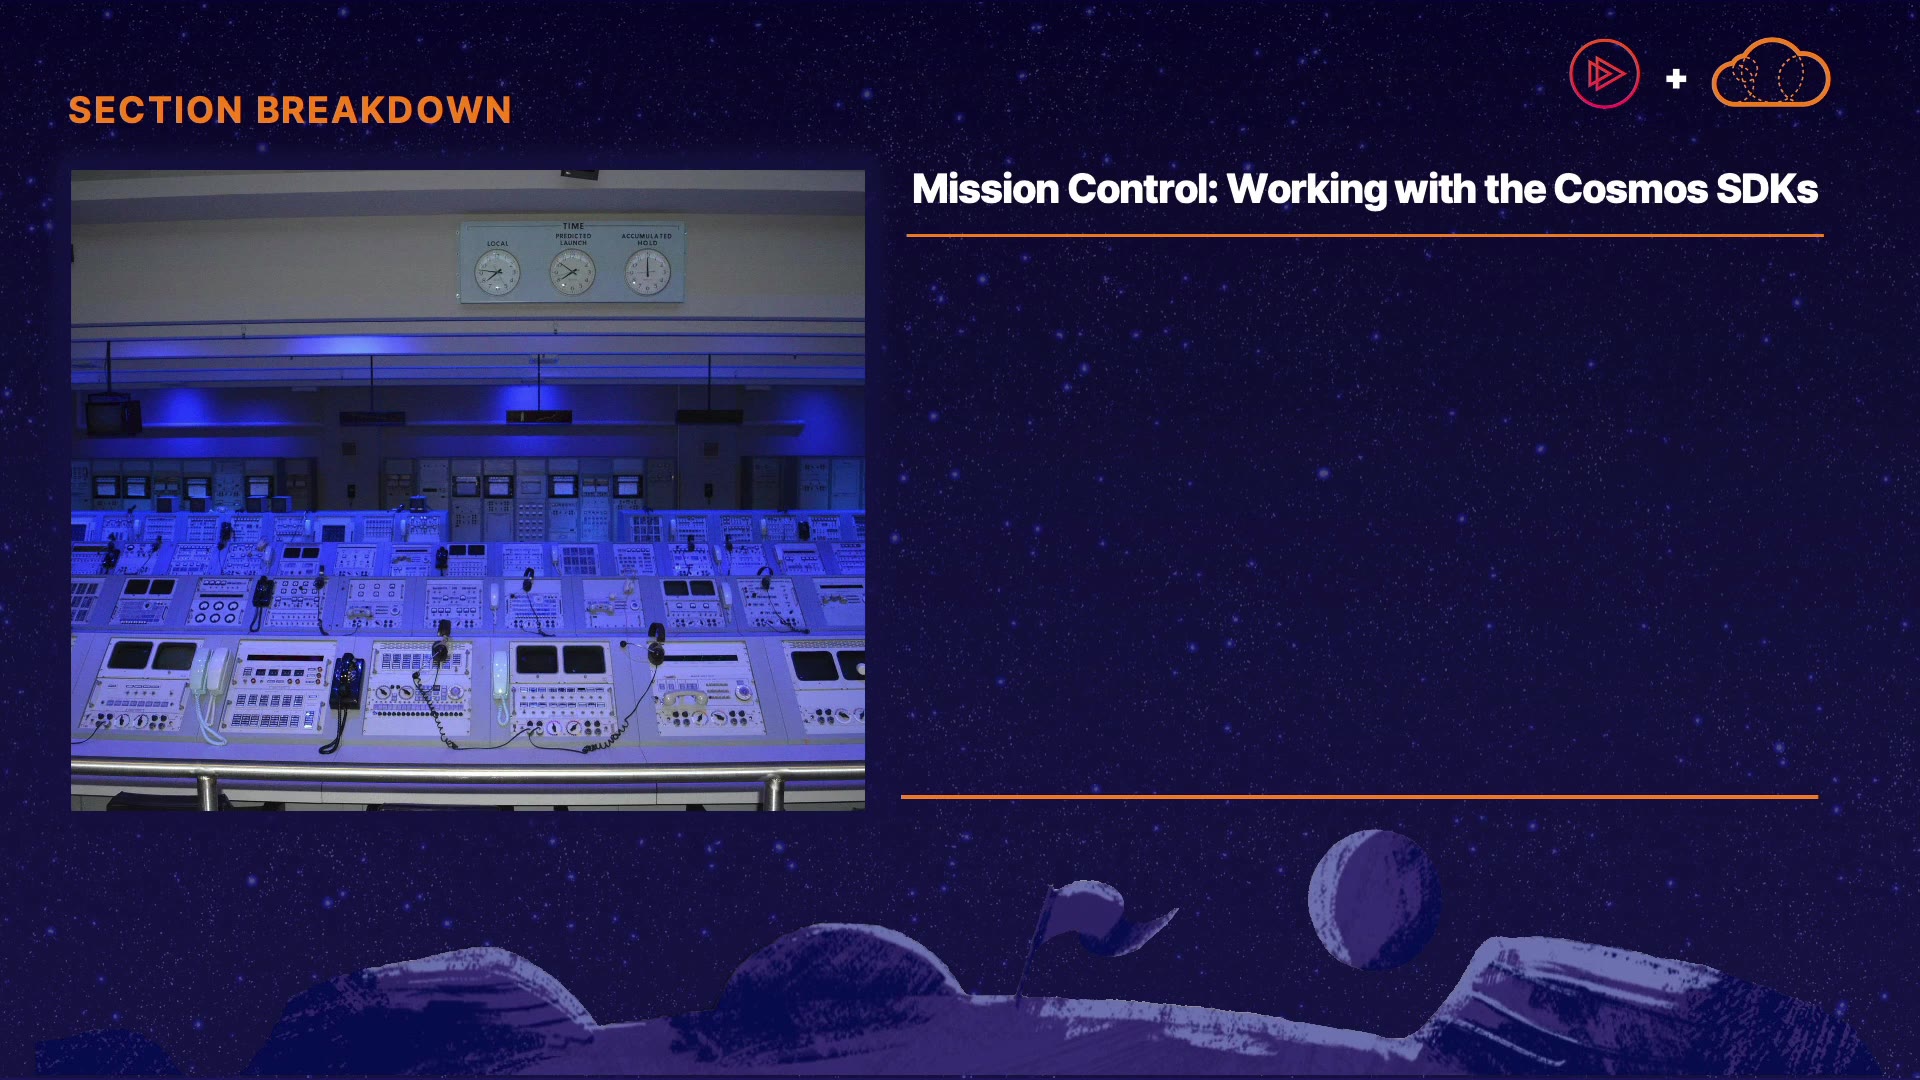 SECTION BREAKDOWN
+
Mission Control: Working with the Cosmos SDKs
TIME
LOCAL
PREDICTED
LAUNCH
ACCUMULATED
HOLD